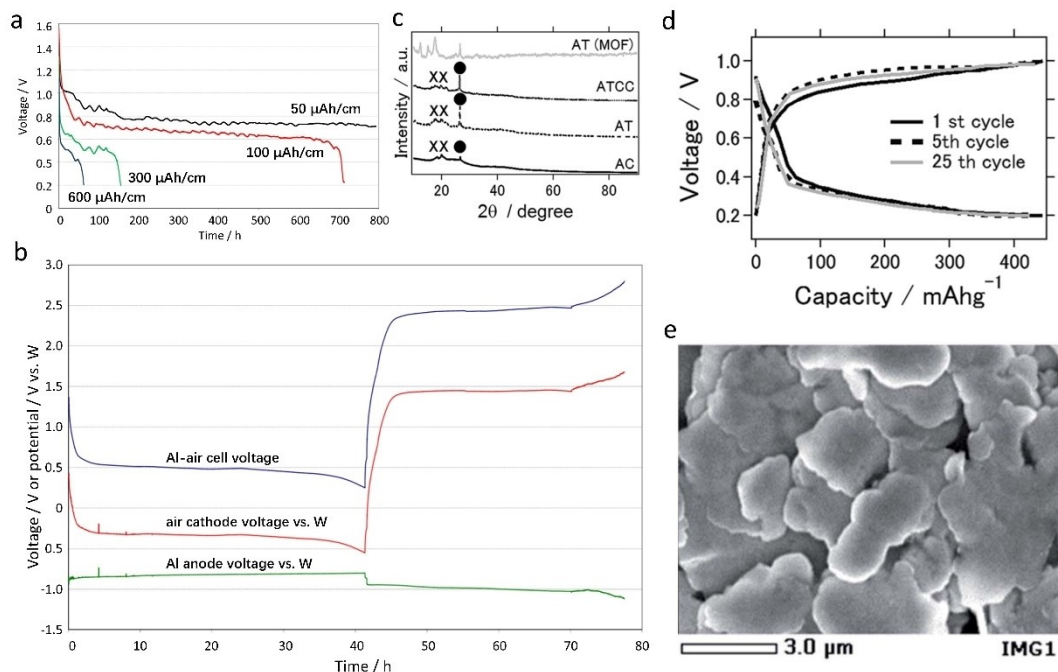 a
1.6
1.4
1.2
1.0
0.8
0.6
0.4
0.2
Voltage / V
50 µAh/cm
100 µAh/cm
300 µAh/cm
600 µAh/cm
0 100 200 300 400 500 600 700 800
Time / h
c
Intensity / a.u.
AT (MOF)
XX
ATCC
XX
AT
XX
AC
20 40 60 80
2θ / degree
d
Voltage / V
1.0
0.8
0.6
0.4
0.2
1 st cycle
5th cycle
25 th cycle
0 100 200 300 400
Capacity / mAhg⁻¹
b
3.0
2.5
2.0
1.5
1.0
0.5
0
0.5
-1.0
-1.5
Voltage / V or potential / V vs. W
Al-air cell voltage
air cathode voltage vs. W
Al anode voltage vs. W
0 10 20 30 40 50 60 70 80
Time / h
e
3.0 µm
IMG1